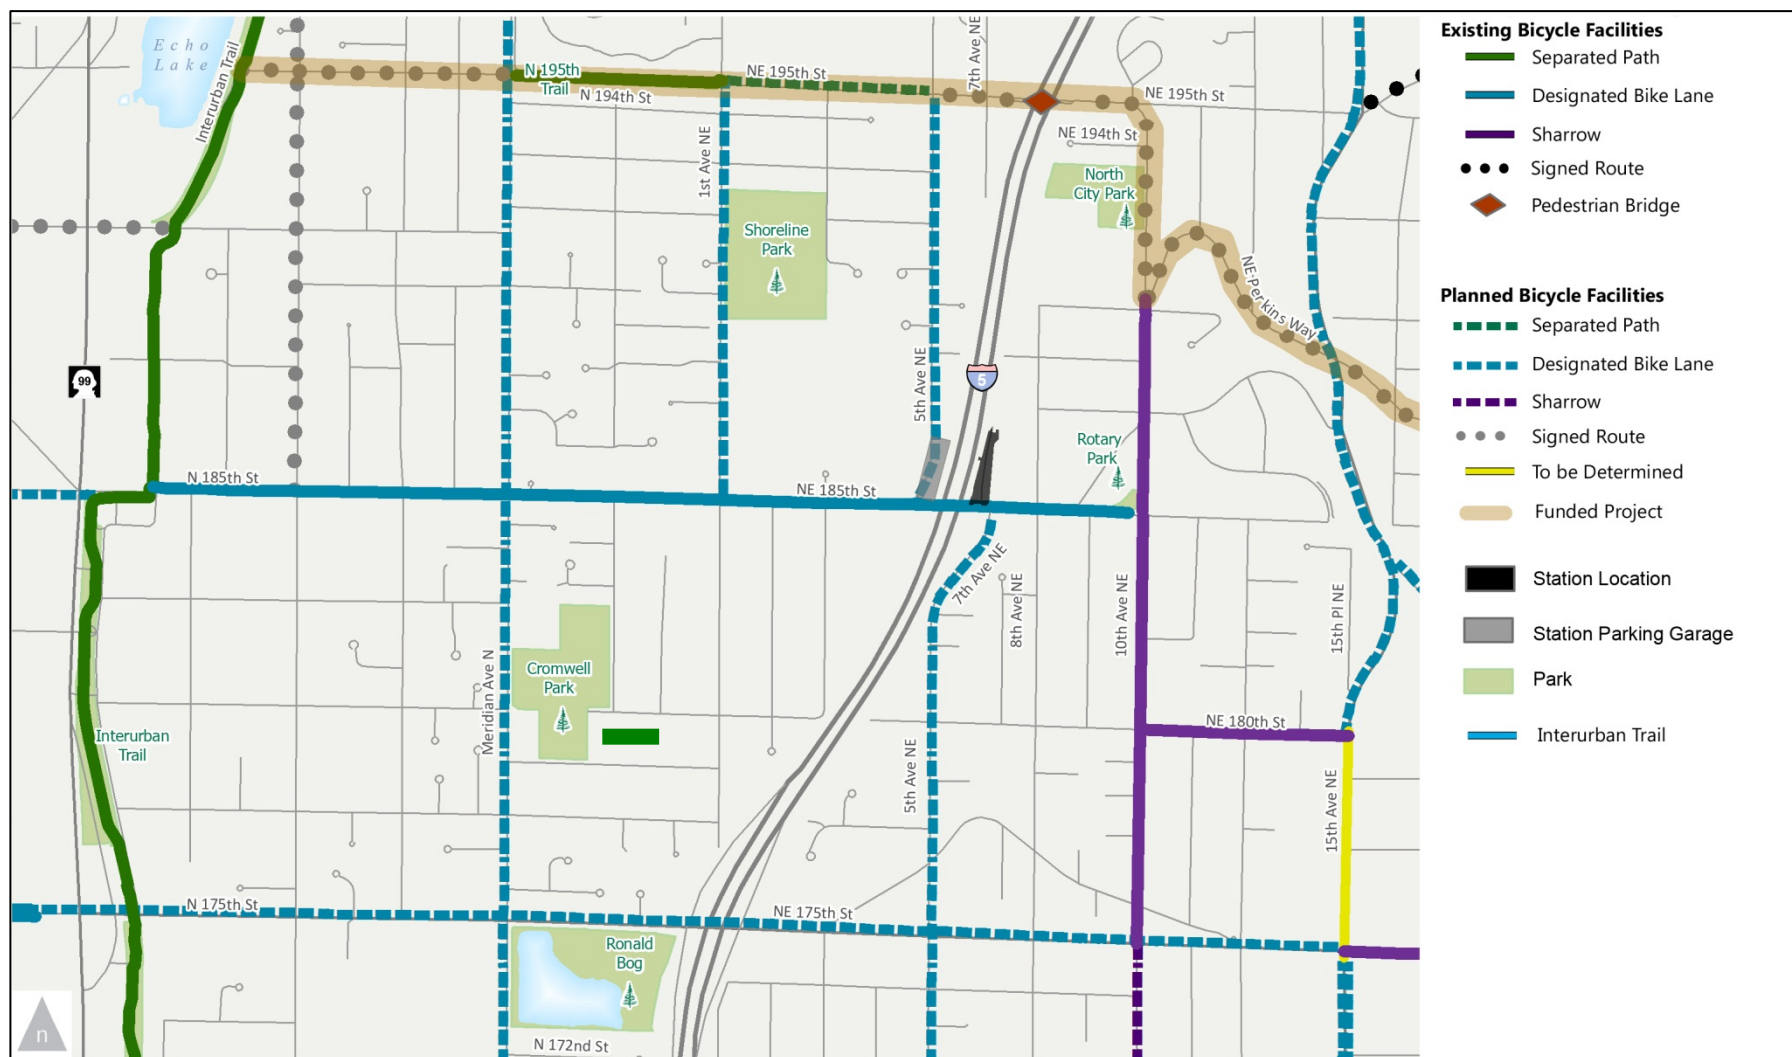 Echo
Lake
Interurban Trail
N 195th
Trail
NE 195th St
N 194th St
7th Ave NE
NE 195th St
NE 194th St
1st Ave NE
North
City Park
Shoreline
Park
NE Perkins Way
5th Ave NE
5
99
Rotary
Park
N 185th St
NE 185th St
7th Ave NE
8th Ave NE
10th Ave NE
15th Pl NE
Meridian Ave N
Cromwell
Park
Interurban
Trail
NE 180th St
5th Ave NE
15th Ave NE
N 175th St
NE 175th St
Ronald
Bog
N 172nd St
n
Existing Bicycle Facilities
Separated Path
Designated Bike Lane
Sharrow
Signed Route
Pedestrian Bridge
Planned Bicycle Facilities
Separated Path
Designated Bike Lane
Sharrow
Signed Route
To be Determined
Funded Project
Station Location
Station Parking Garage
Park
Interurban Trail